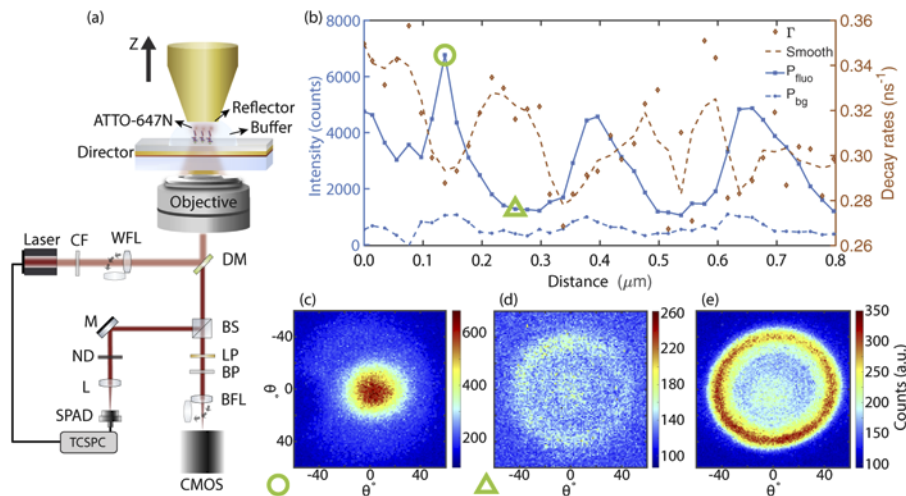 (a)
Z
Reflector
ATTO-647N
Buffer
Director
Objective
Laser
CF
WFL
DM
M
BS
ND
LP
BP
L
BFL
SPAD
TCSPC
CMOS
(b)
8000
6000
4000
2000
0
Intensity (counts)
Γ
Smooth
P_fluo
P_bg
0.36
0.34
0.32
0.30
0.28
0.26
Decay rates (ns⁻¹)
0.0 0.1 0.2 0.3 0.4 0.5 0.6 0.7 0.8
Distance (μm)
(c)
-40
0
40
θ°
-40 0 40
θ°
600
400
200
(d)
-40 0 40
θ°
260
220
180
140
100
(e)
-40 0 40
θ°
350
300
250
200
150
100
Counts (a.u.)